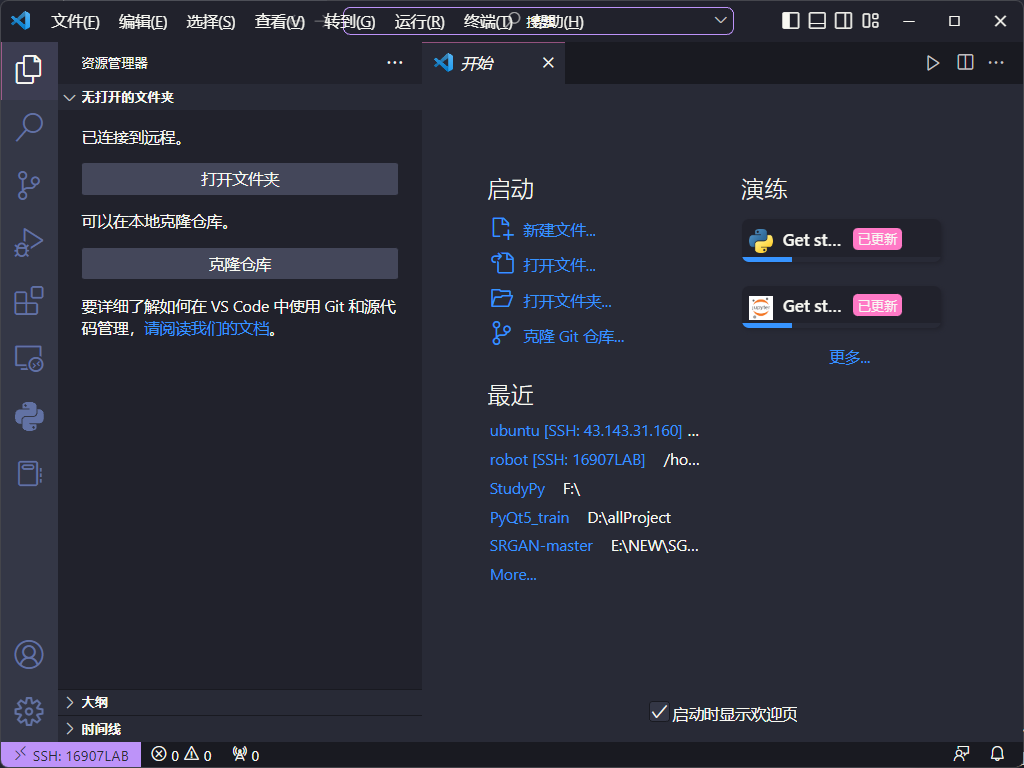 文件(F) 编辑(E) 选择(S) 查看(V) 转到(G) 运行(R) 终端(T) 帮助(H)
资源管理器
开始
无打开的文件夹
已连接到远程。
打开文件夹
可以在本地克隆仓库。
克隆仓库
要详细了解如何在 VS Code 中使用 Git 和源代
码管理，请阅读我们的文档。
启动
新建文件...
打开文件...
打开文件夹...
克隆 Git 仓库...
最近
ubuntu [SSH: 43.143.31.160] ...
robot [SSH: 16907LAB] /ho...
StudyPy F:\
PyQt5_train D:\allProject
SRGAN-master E:\NEW\SG...
More...
演练
Get st... 已更新
Get st... 已更新
更多...
启动时显示欢迎页
大纲
时间线
SSH: 16907LAB 0 0 0